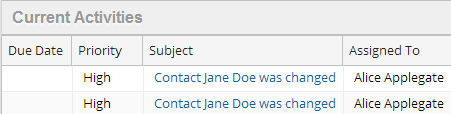 Current Activities
Due Date Priority Subject Assigned To
High Contact Jane Doe was changed Alice Applegate
High Contact Jane Doe was changed Alice Applegate